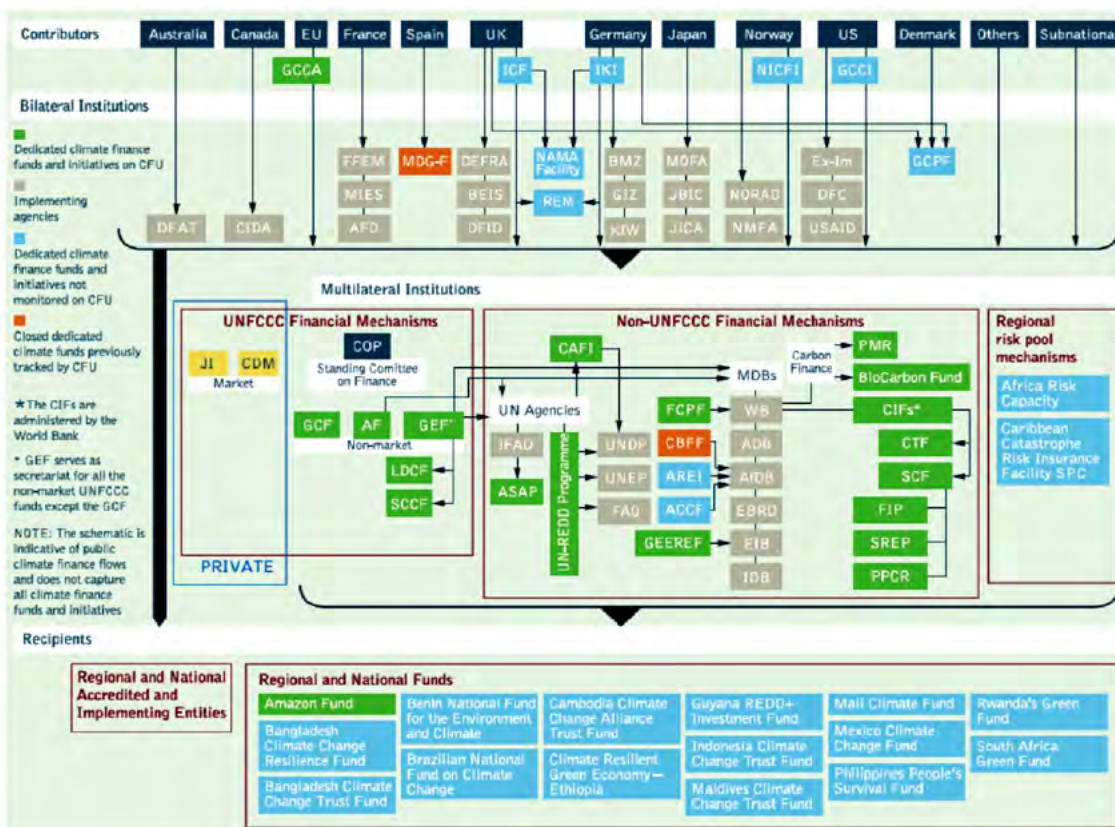 Contributors
Australia
Canada
EU
France
Spain
UK
Germany
Japan
Norway
US
Denmark
Others
Subnational
GCCA
ICF
IKI
NICFI
GCCI
Bilateral Institutions
Dedicated climate finance
funds and initiatives on CFU
Implementing
agencies
Dedicated climate
finance funds and
initiatives not
monitored on CFU
Closed dedicated
climate funds previously
tracked by CFU
★The CIFs are
administered by the
World Bank
* GEF serves as
secretariat for all the
non-market UNFCCC
funds except the GCF
NOTE: The schematic is
indicative of public
climate finance flows
and does not capture
all climate finance
funds and initiatives
DFAT
CIDA
FFEM
MIES
AFD
MDG-F
DEFRA
BEIS
DFID
NAMA
Facility
REM
BMZ
GIZ
KIW
MOFA
JBIC
JICA
NORAD
NMFA
Ex-Im
DFC
USAID
GCPF
Multilateral Institutions
UNFCCC Financial Mechanisms
JI
CDM
Market
COP
Standing Comittee
on Finance
GCF
AF
GEF*
Non-market
LDCF
SCCF
PRIVATE
Non-UNFCCC Financial Mechanisms
CAFI
UN Agencies
IFAD
ASAP
UN-REDD Programme
UNDP
UNEP
FAO
FCPF
CBFF
AREI
ACCF
GEEREF
MDBs
WB
ADB
AfDB
EBRD
EIB
IDB
Carbon
Finance
PMR
BioCarbon Fund
CIFs*
CTF
SCF
FIP
SREP
PPCR
Regional
risk pool
mechanisms
Africa Risk
Capacity
Caribbean
Catastrophe
Risk Insurance
Facility SPC
Recipients
Regional and National
Accredited and
Implementing Entities
Regional and National Funds
Amazon Fund
Bangladesh
Climate Change
Resilience Fund
Bangladesh Climate
Change Trust Fund
Benin National Fund
for the Environment
and Climate
Brazilian National
Fund on Climate
Change
Cambodia Climate
Change Alliance
Trust Fund
Climate Resilient
Green Economy—
Ethiopia
Guyana REDD+
Investment Fund
Indonesia Climate
Change Trust Fund
Maldives Climate
Change Trust Fund
Mali Climate Fund
Mexico Climate
Change Fund
Philippines People's
Survival Fund
Rwanda's Green
Fund
South Africa
Green Fund